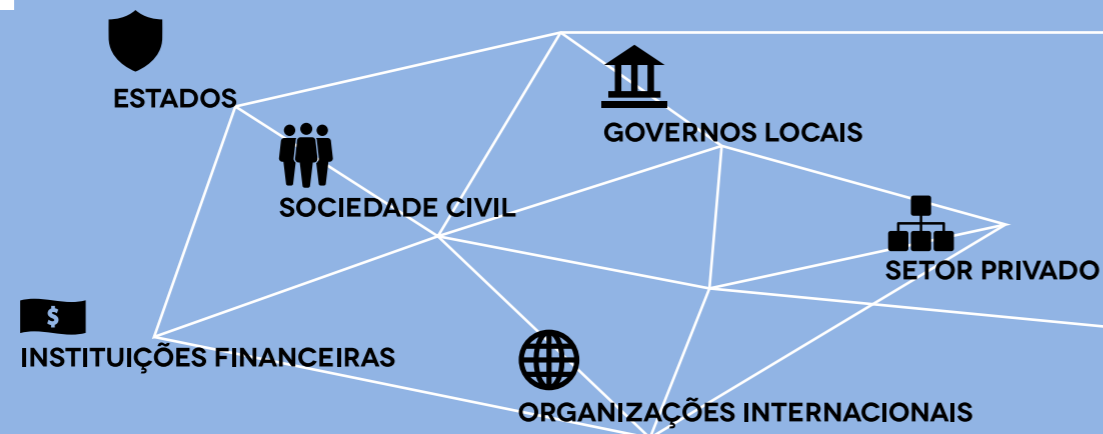 ESTADOS
GOVERNOS LOCAIS
SOCIEDADE CIVIL
SETOR PRIVADO
$
INSTITUIÇÕES FINANCEIRAS
ORGANIZAÇÕES INTERNACIONAIS